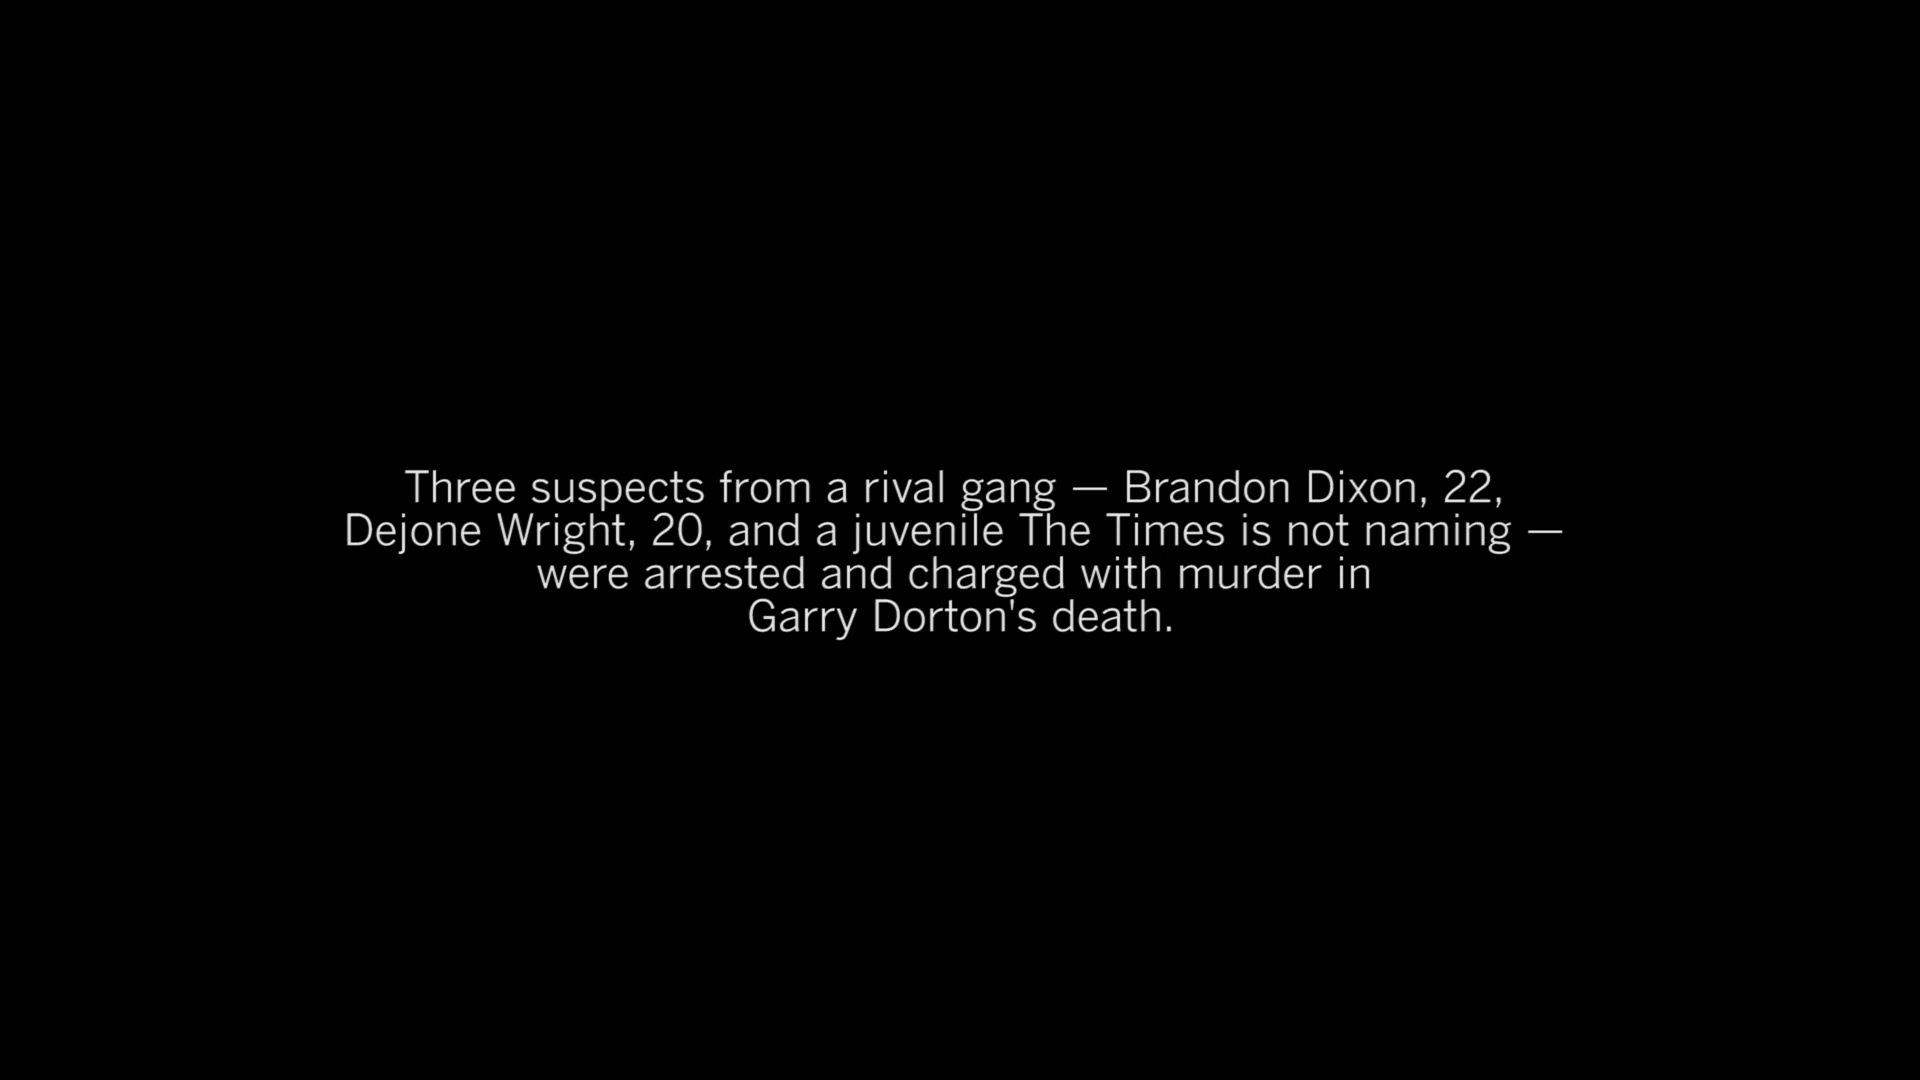 Three suspects from a rival gang — Brandon Dixon, 22,
Dejone Wright, 20, and a juvenile The Times is not naming —
were arrested and charged with murder in
Garry Dorton's death.